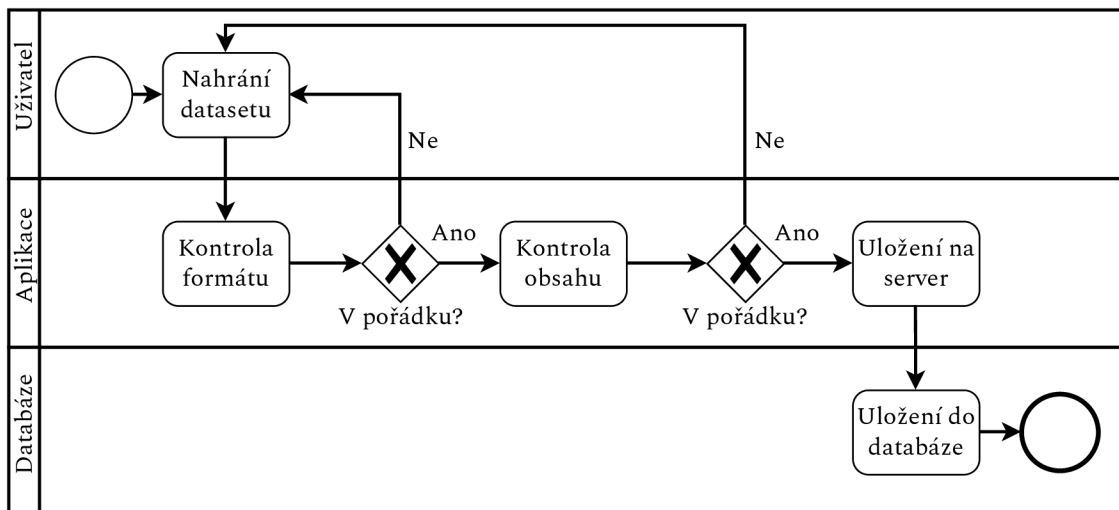 Uživatel
Nahrání
datasetu
Ne
Ne
Aplikace
Kontrola
formátu
Ano
V pořádku?
Kontrola
obsahu
Ano
V pořádku?
Uložení na
server
Databáze
Uložení do
databáze